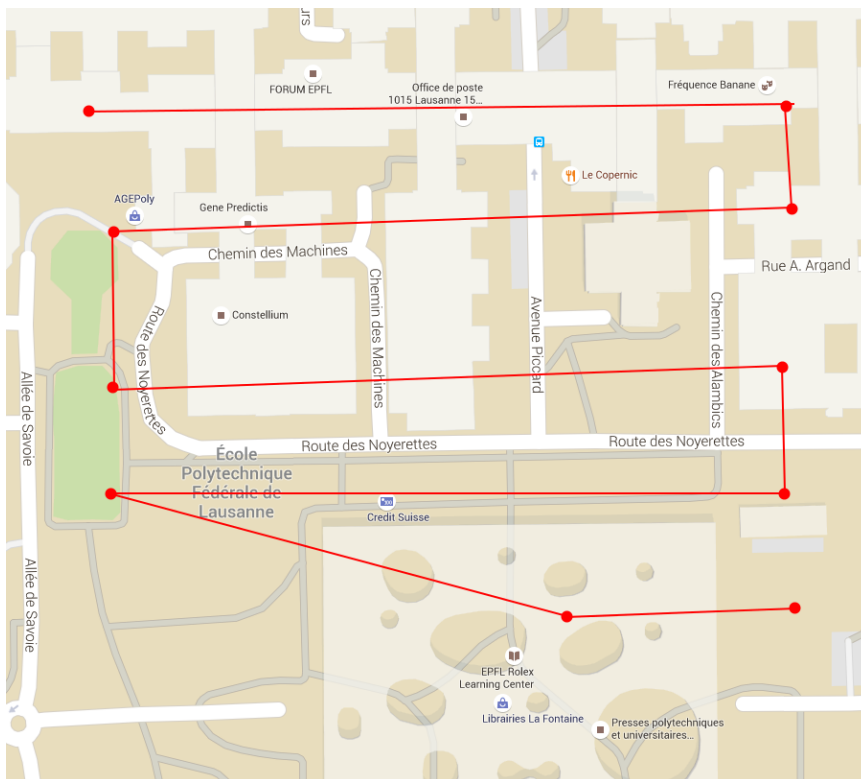 urs
FORUM EPFL
Office de poste
1015 Lausanne 15...
Fréquence Banane
Le Copernic
AGEPoly
Gene Predictis
Chemin des Machines
Rue A. Argand
Constellium
Route des Noyerettes
Chemin des Machines
Avenue Piccard
Chemin des Alambics
Allée de Savoie
Route des Noyerettes
Route des Noyerettes
École
Polytechnique
Fédérale de
Lausanne
Credit Suisse
Allée de Savoie
EPFL Rolex
Learning Center
Librairies La Fontaine
Presses polytechniques
et universitaires...